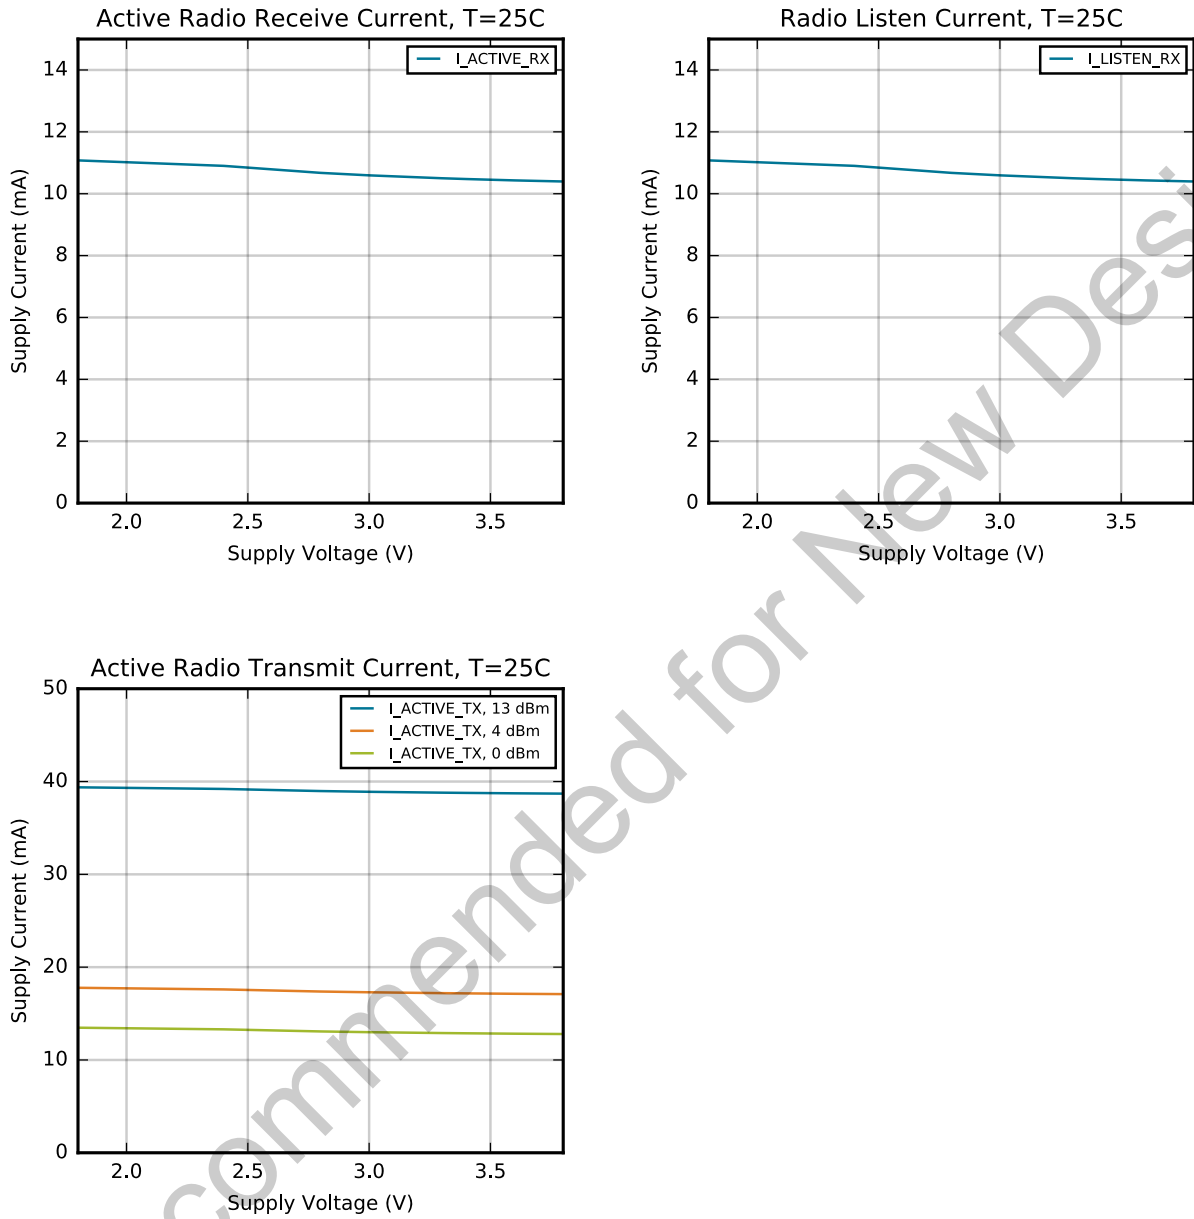 Active Radio Receive Current, T=25C
I_ACTIVE_RX
14
12
10
8
6
4
2
0
Supply Current (mA)
2.0 2.5 3.0 3.5
Supply Voltage (V)
Radio Listen Current, T=25C
I_LISTEN_RX
14
12
10
8
6
4
2
0
Supply Current (mA)
2.0 2.5 3.0 3.5
Supply Voltage (V)
Active Radio Transmit Current, T=25C
I_ACTIVE_TX, 13 dBm
I_ACTIVE_TX, 4 dBm
I_ACTIVE_TX, 0 dBm
50
40
30
20
10
0
Supply Current (mA)
2.0 2.5 3.0 3.5
Supply Voltage (V)
commended for New Desi